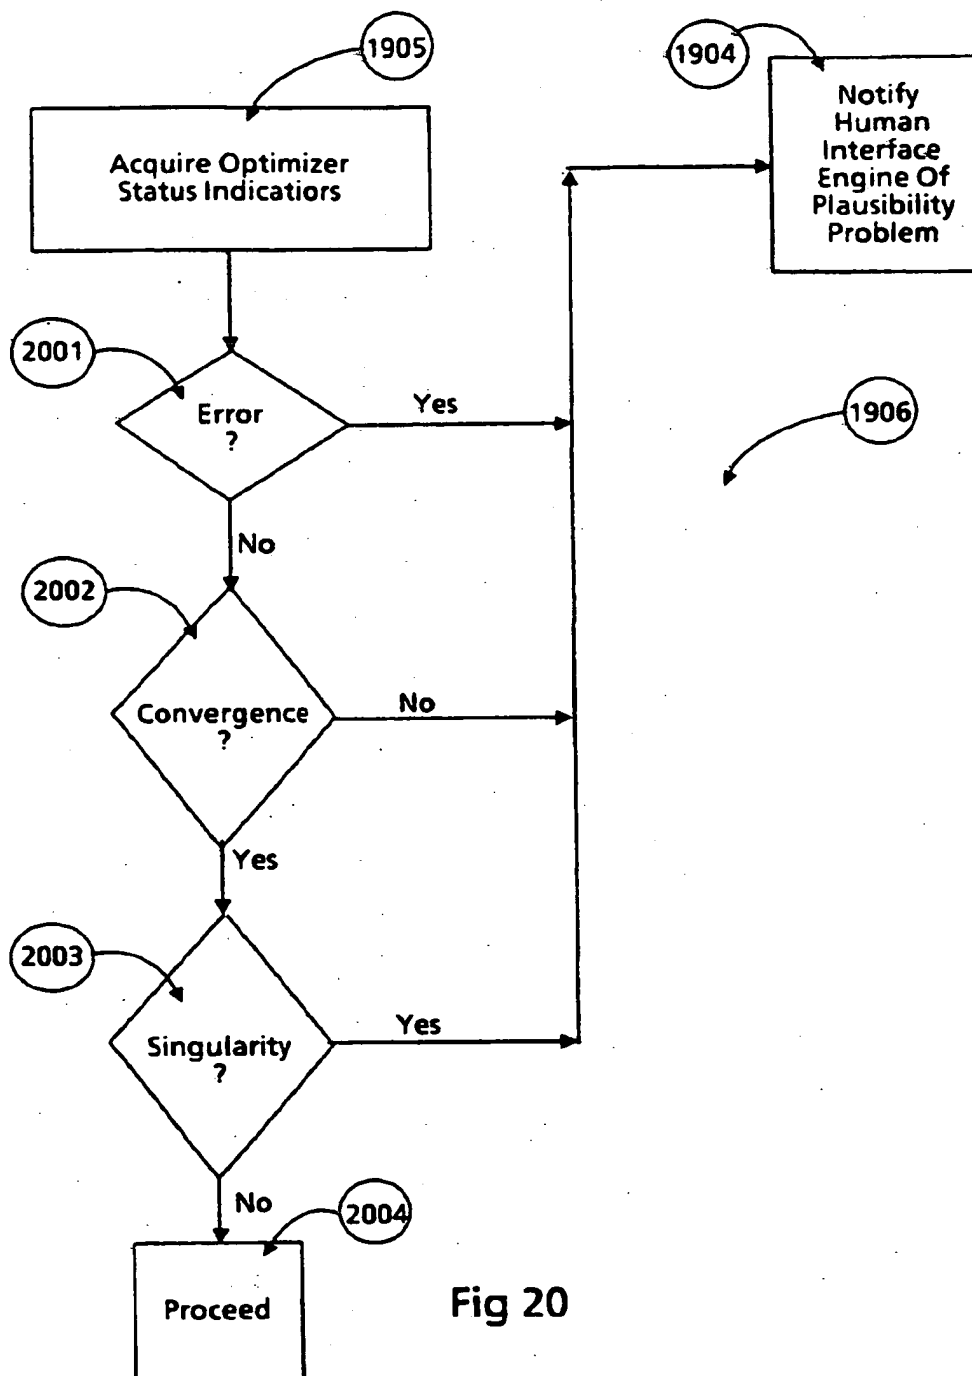 1905
Acquire Optimizer
Status Indicatiors
1904
Notify
Human
Interface
Engine Of
Plausibility
Problem
2001
Error
?
Yes
1906
No
2002
Convergence
?
No
Yes
2003
Singularity
?
Yes
No
2004
Proceed
Fig 20